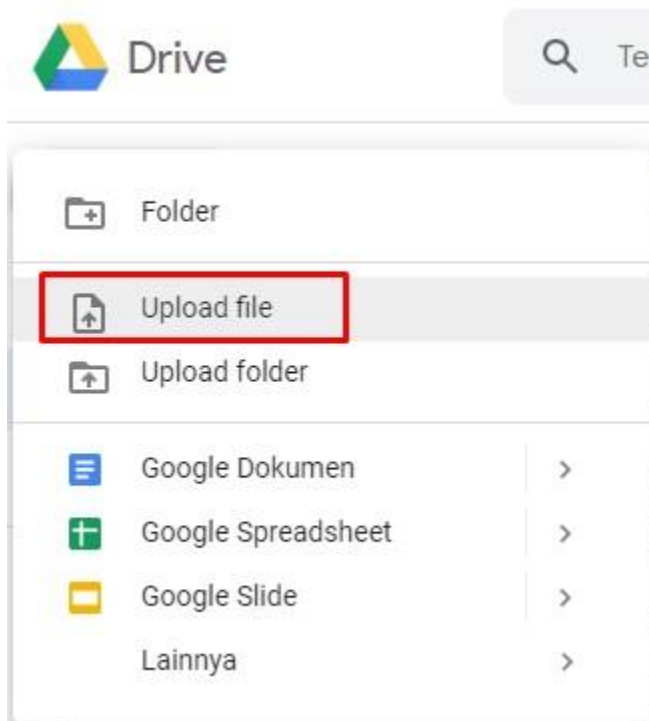 Drive
Te
Folder
Upload file
Upload folder
Google Dokumen
Google Spreadsheet
Google Slide
Lainnya